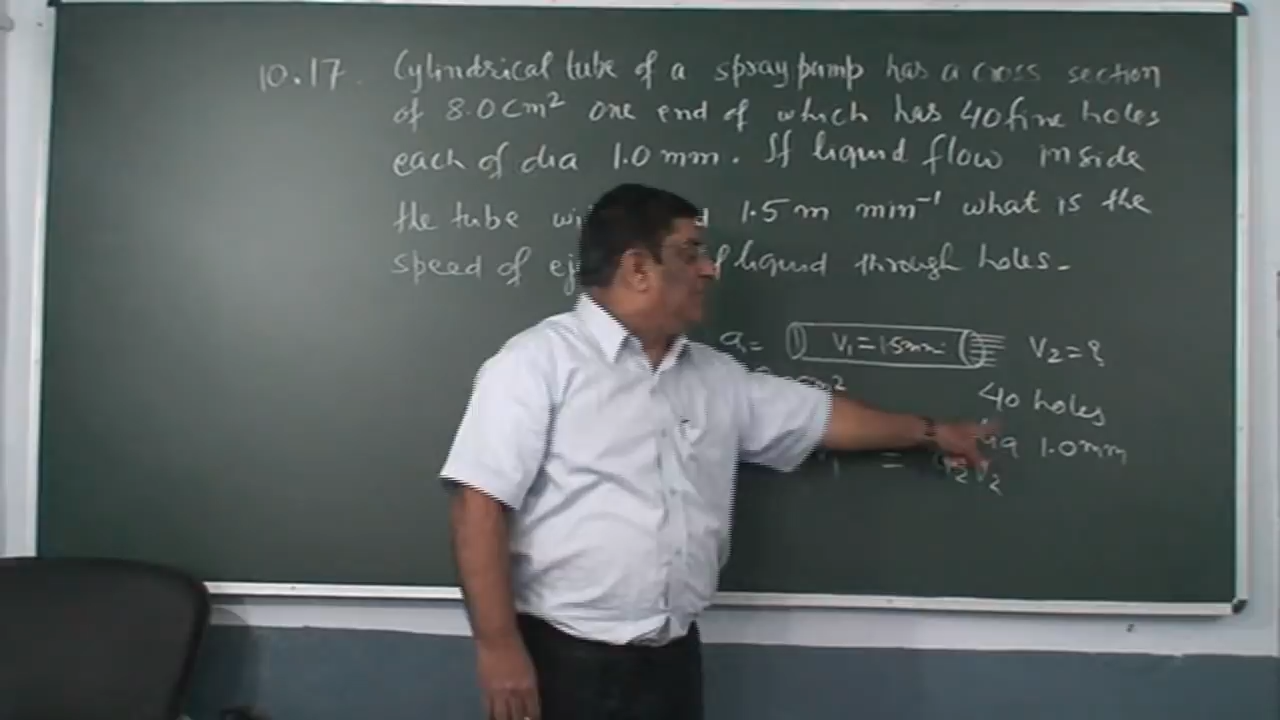 10.17. Cylindrical tube of a spray pump has a cross section
of 8.0 cm² one end of which has 40 fine holes
each of dia 1.0 mm. If liquid flow inside
the tube 1.5 m min⁻¹ what is the
speed of liquid through holes.
a₁ = V₁ = 1.5 m V₂ = ?
40 holes
1.0 mm
= a₂V₂